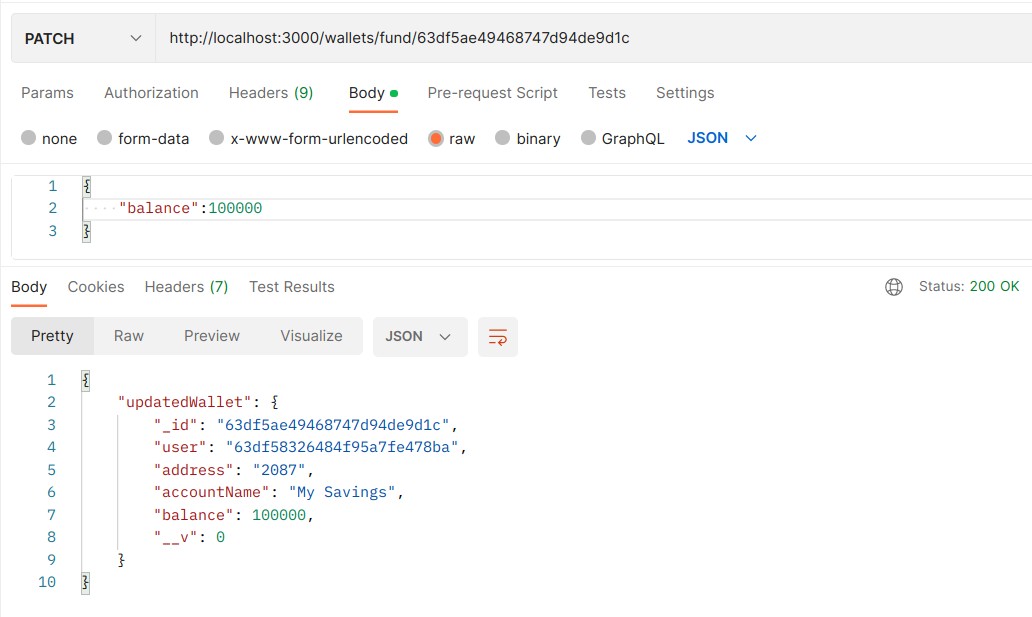 PATCH http://localhost:3000/wallets/fund/63df5ae49468747d94de9d1c
Params Authorization Headers (9) Body Pre-request Script Tests Settings
none form-data x-www-form-urlencoded raw binary GraphQL JSON
1 {
2 "balance":100000
3 }
Body Cookies Headers (7) Test Results Status: 200 OK
Pretty Raw Preview Visualize JSON
1 {
2 "updatedWallet": {
3 "_id": "63df5ae49468747d94de9d1c",
4 "user": "63df58326484f95a7fe478ba",
5 "address": "2087",
6 "accountName": "My Savings",
7 "balance": 100000,
8 "__v": 0
9 }
10 }